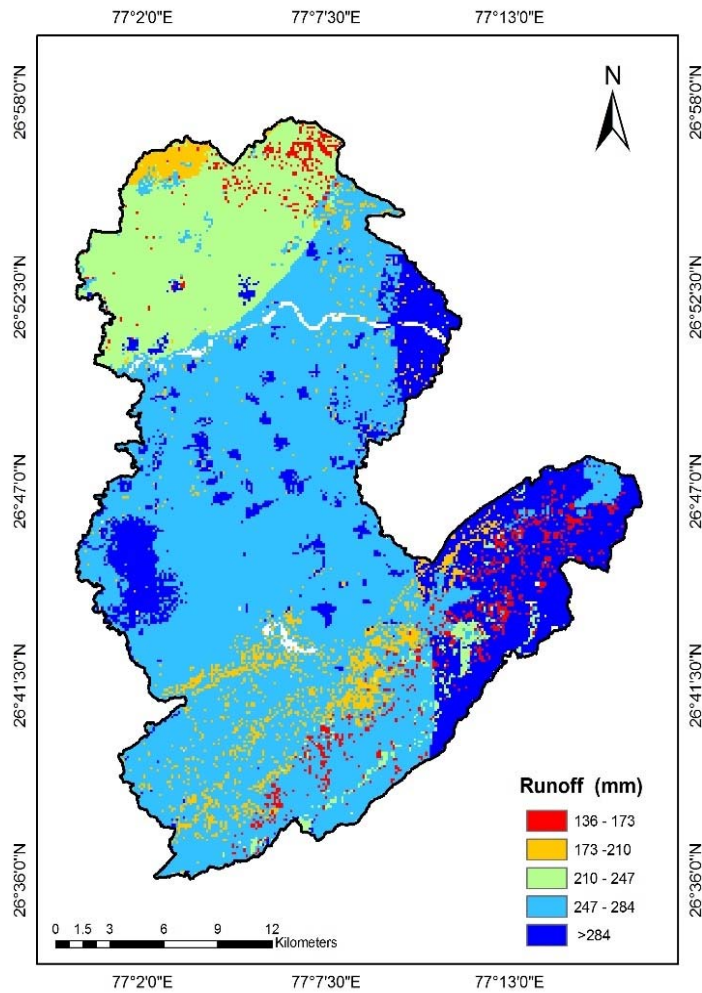 77°2'0"E 77°7'30"E 77°13'0"E
26°58'0"N 26°58'0"N
N
26°52'30"N 26°52'30"N
26°47'0"N 26°47'0"N
26°41'30"N 26°41'30"N
26°36'0"N 26°36'0"N
Runoff (mm)
136 - 173
173 -210
210 - 247
247 - 284
>284
0 1.5 3 6 9 12
Kilometers
77°2'0"E 77°7'30"E 77°13'0"E